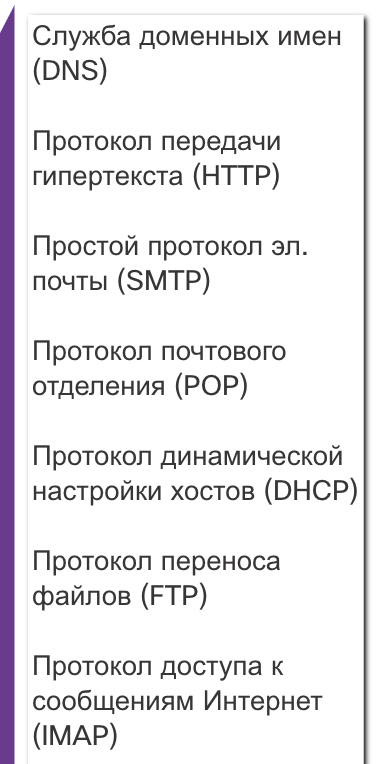 Служба доменных имен
(DNS)
Протокол передачи
гипертекста (HTTP)
Простой протокол эл.
почты (SMTP)
Протокол почтового
отделения (POP)
Протокол динамической
настройки хостов (DHCP)
Протокол переноса
файлов (FTP)
Протокол доступа к
сообщениям Интернет
(IMAP)